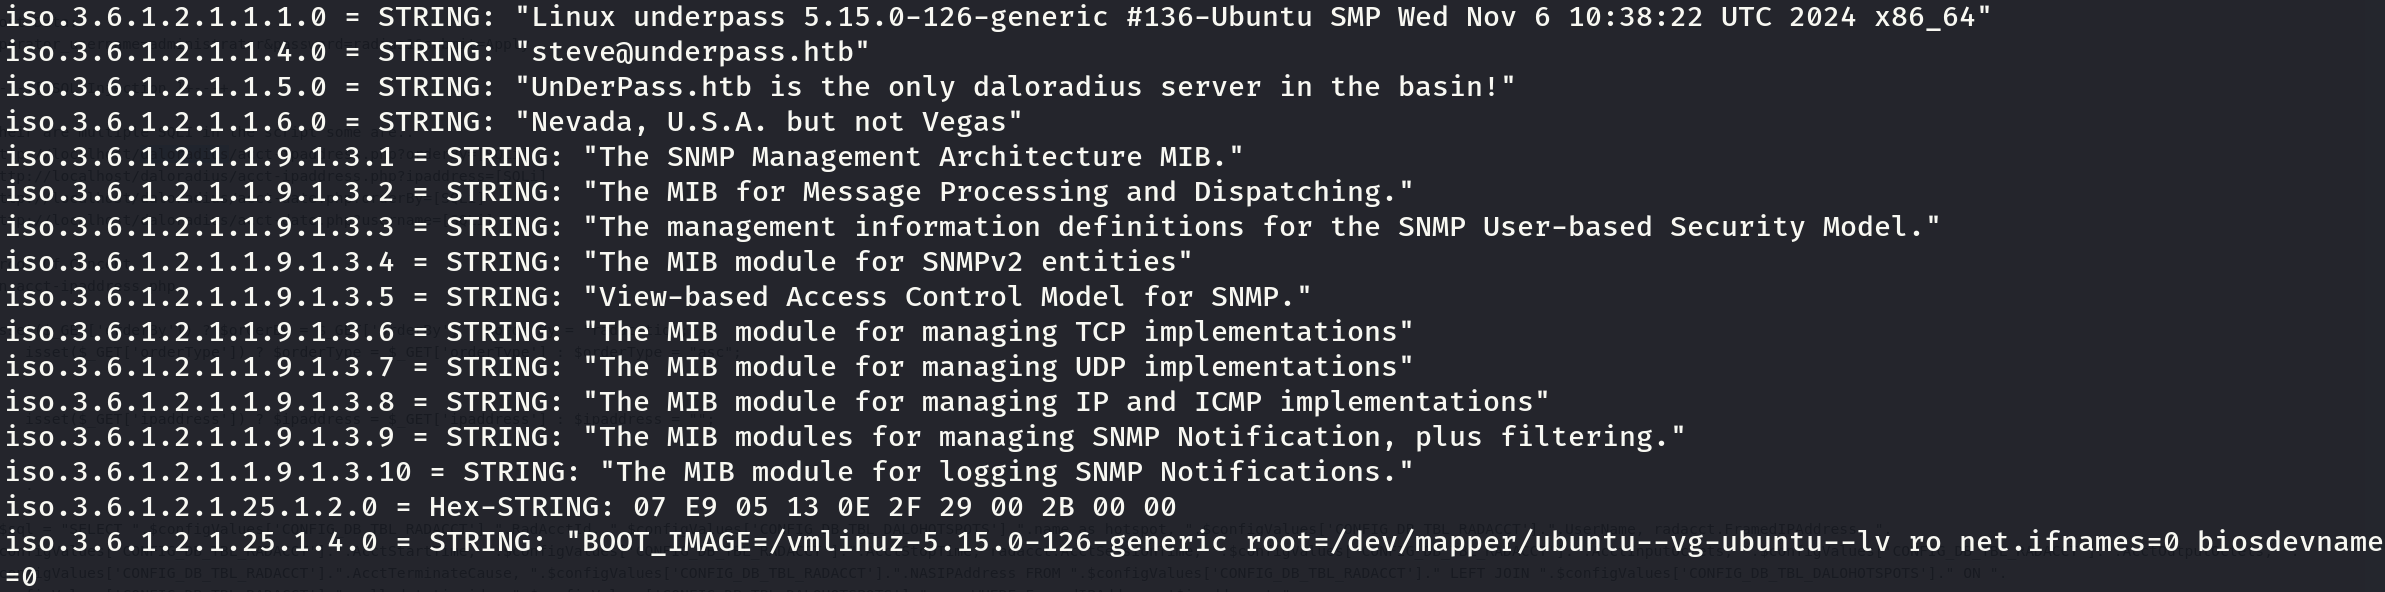 iso.3.6.1.2.1.1.1.0 = STRING: "Linux underpass 5.15.0-126-generic #136-Ubuntu SMP Wed Nov 6 10:38:22 UTC 2024 x86_64"
iso.3.6.1.2.1.1.4.0 = STRING: "steve@underpass.htb"
iso.3.6.1.2.1.1.5.0 = STRING: "UnDerPass.htb is the only daloradius server in the basin!"
iso.3.6.1.2.1.1.6.0 = STRING: "Nevada, U.S.A. but not Vegas"
iso.3.6.1.2.1.1.9.1.3.1 = STRING: "The SNMP Management Architecture MIB."
iso.3.6.1.2.1.1.9.1.3.2 = STRING: "The MIB for Message Processing and Dispatching."
iso.3.6.1.2.1.1.9.1.3.3 = STRING: "The management information definitions for the SNMP User-based Security Model."
iso.3.6.1.2.1.1.9.1.3.4 = STRING: "The MIB module for SNMPv2 entities"
iso.3.6.1.2.1.1.9.1.3.5 = STRING: "View-based Access Control Model for SNMP."
iso.3.6.1.2.1.1.9.1.3.6 = STRING: "The MIB module for managing TCP implementations"
iso.3.6.1.2.1.1.9.1.3.7 = STRING: "The MIB module for managing UDP implementations"
iso.3.6.1.2.1.1.9.1.3.8 = STRING: "The MIB module for managing IP and ICMP implementations"
iso.3.6.1.2.1.1.9.1.3.9 = STRING: "The MIB modules for managing SNMP Notification, plus filtering."
iso.3.6.1.2.1.1.9.1.3.10 = STRING: "The MIB module for logging SNMP Notifications."
iso.3.6.1.2.1.25.1.2.0 = Hex-STRING: 07 E9 05 13 0E 2F 29 00 2B 00 00
iso.3.6.1.2.1.25.1.4.0 = STRING: "BOOT_IMAGE=/vmlinuz-5.15.0-126-generic root=/dev/mapper/ubuntu--vg-ubuntu--lv ro net.ifnames=0 biosdevname
=0